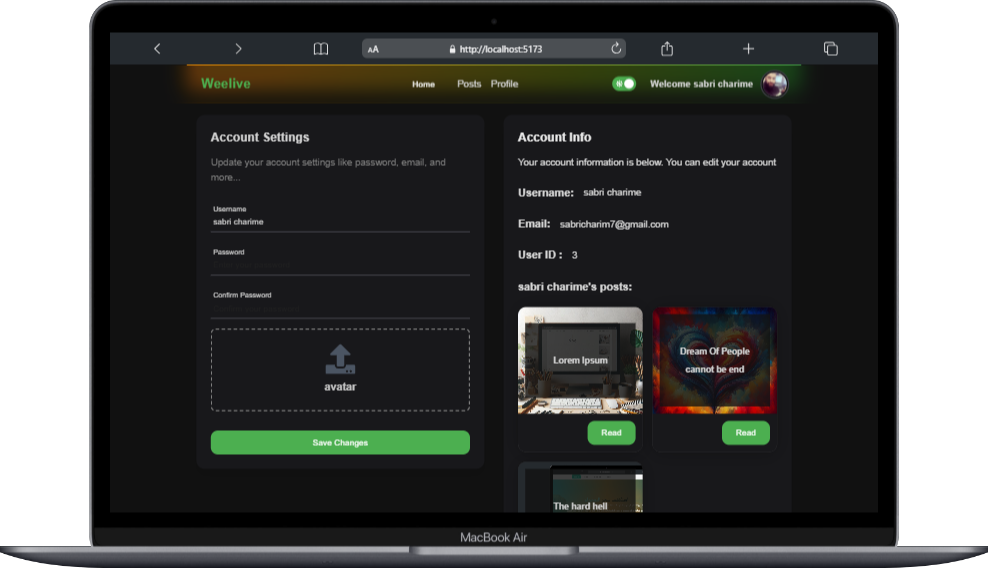 AA
http://localhost:5173
Weelive
Home Posts Profile
Welcome sabri charime
Account Settings
Update your account settings like password, email, and
more...
Username
sabri charime
Password
Confirm Password
avatar
Save Changes
Account Info
Your account information is below. You can edit your account
Username: sabri charime
Email: sabricharim7@gmail.com
User ID : 3
sabri charime's posts:
Lorem Ipsum
Read
Dream Of People
cannot be end
Read
The hard hell
MacBook Air